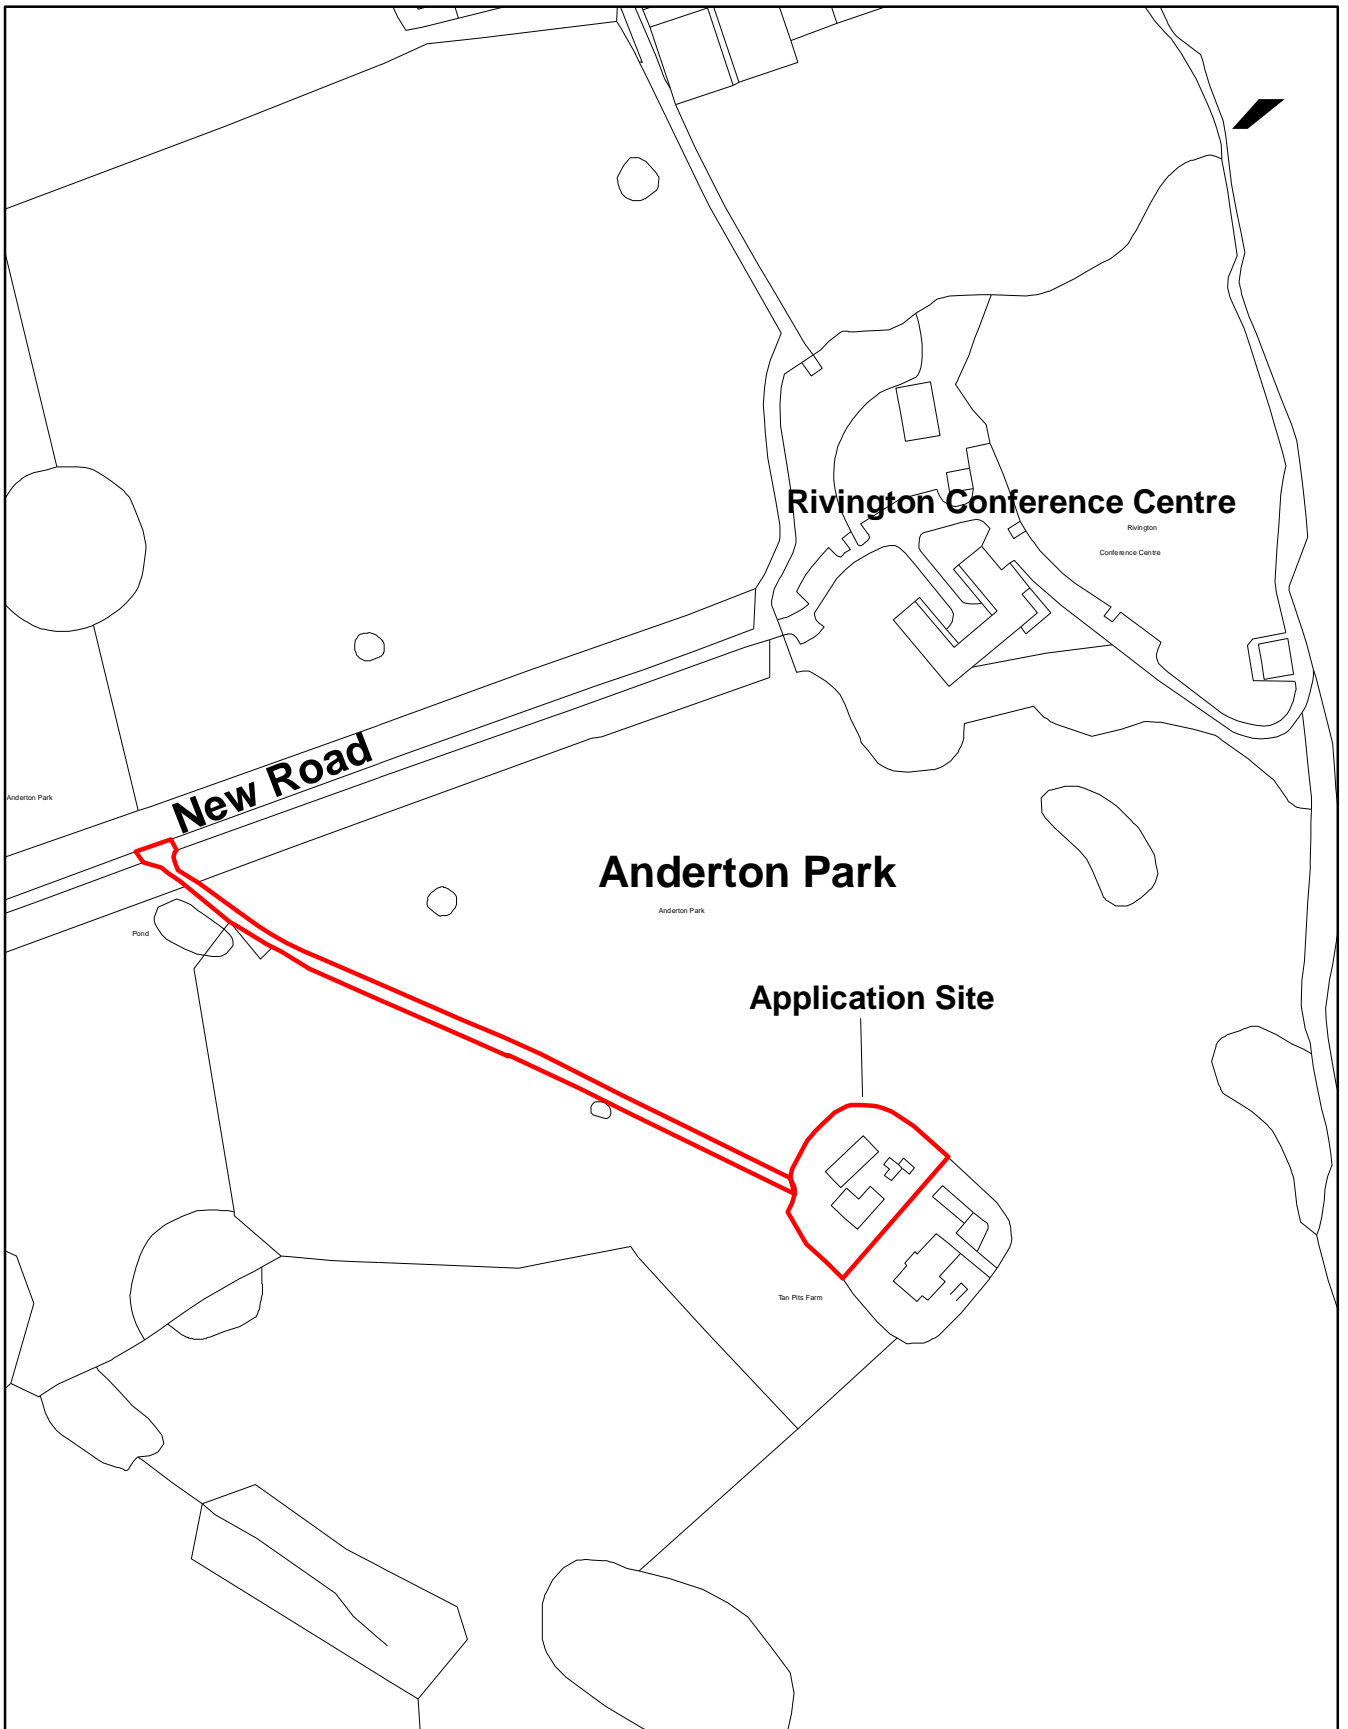 Rivington Conference Centre
Rivington
Conference Centre
New Road
Anderton Park
Anderton Park
Anderton Park
Pond
Application Site
Tan Pits Farm